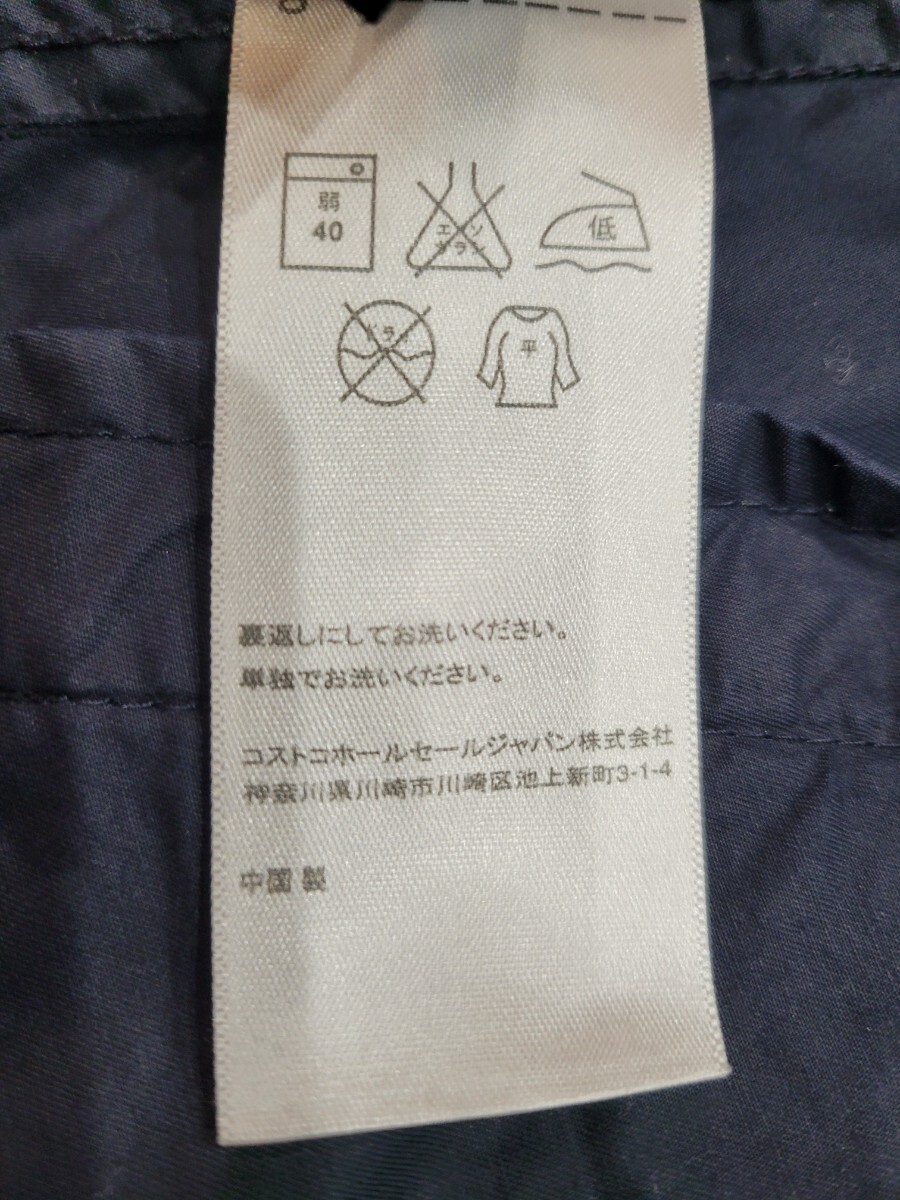 弱
40
エンソ
カラン
低
ドライ
平
裏返しにしてお洗いください。
単独でお洗いください。
コストコホールセールジャパン株式会社
神奈川県川崎市川崎区池上新町3-1-4
中国製